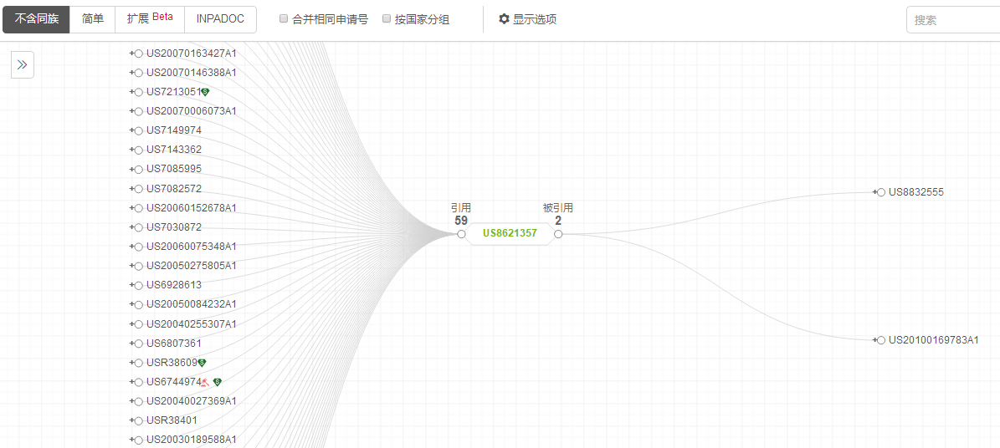 不含同族 简单 扩展 Beta INPADOC 合并相同申请号 按国家分组 显示选项 搜索
US20070163427A1
US20070146388A1
US7213051
US20070006073A1
US7149974
US7143362
US7085995
US7082572
US20060152678A1
US7030872
US20060075348A1
US20050275805A1
US6928613
US20050084232A1
US20040255307A1
US6807361
USR38609
US6744974
US20040027369A1
USR38401
US20030189588A1
引用
59
US8621357
被引用
2
US8832555
US20100169783A1